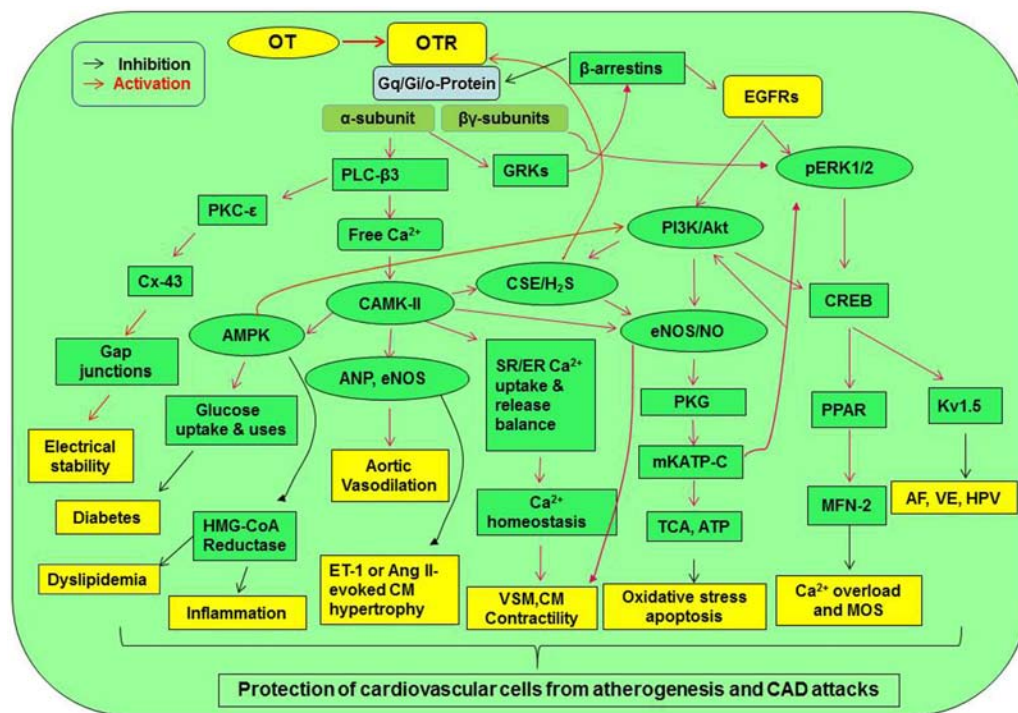 OT
OTR
Inhibition
Activation
Gq/Gi/o-Protein
β-arrestins
EGFRs
α-subunit
βγ-subunits
PLC-β3
GRKs
pERK1/2
PKC-ε
Free Ca²⁺
PI3K/Akt
Cx-43
CSE/H₂S
CAMK-II
CREB
AMPK
eNOS/NO
Gap
junctions
ANP, eNOS
SR/ER Ca²⁺
uptake &
release
balance
Glucose
uptake & uses
PKG
PPAR
Kv1.5
Electrical
stability
Aortic
Vasodilation
mKATP-C
AF, VE, HPV
Diabetes
HMG-CoA
Reductase
Ca²⁺
homeostasis
TCA, ATP
MFN-2
Dyslipidemia
Inflammation
ET-1 or Ang II-
evoked CM
hypertrophy
VSM,CM
Contractility
Oxidative stress
apoptosis
Ca²⁺ overload
and MOS
Protection of cardiovascular cells from atherogenesis and CAD attacks